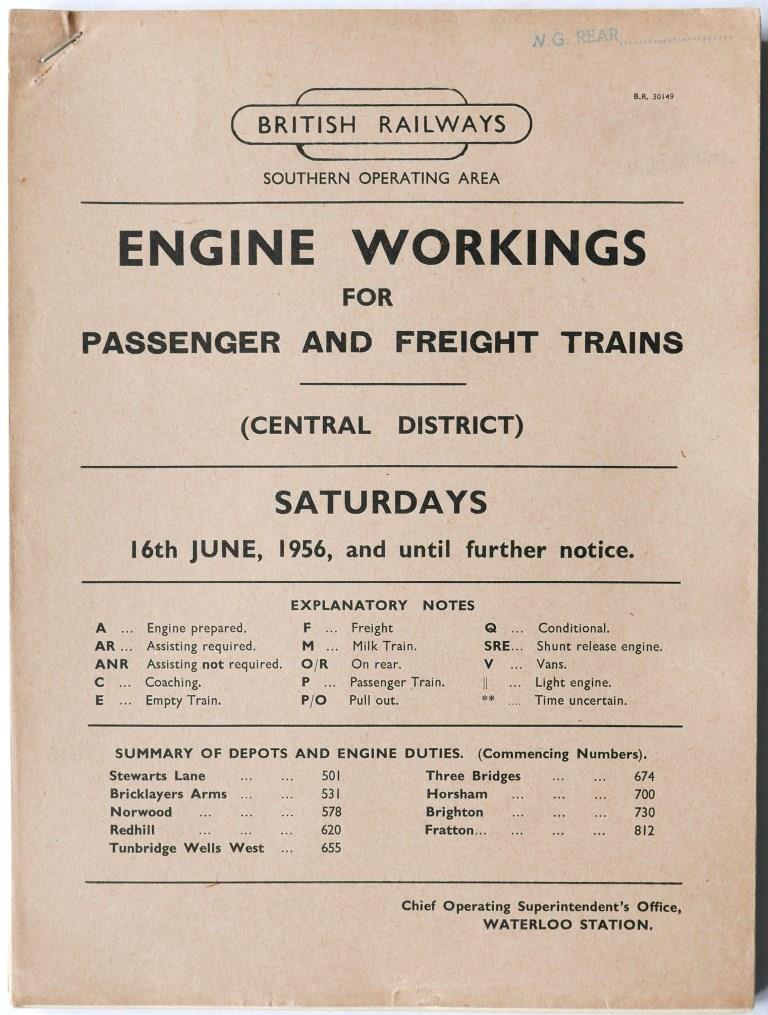 N.G. REAR........................
B.R. 30149
BRITISH RAILWAYS
SOUTHERN OPERATING AREA
ENGINE WORKINGS
FOR
PASSENGER AND FREIGHT TRAINS
(CENTRAL DISTRICT)
SATURDAYS
16th JUNE, 1956, and until further notice.
EXPLANATORY NOTES
A ... Engine prepared.
AR ... Assisting required.
ANR Assisting not required.
C ... Coaching.
E ... Empty Train.
F ... Freight
M ... Milk Train.
O/R On rear.
P ... Passenger Train.
P/O Pull out.
Q ... Conditional.
SRE... Shunt release engine.
V ... Vans.
|| ... Light engine.
** .... Time uncertain.
SUMMARY OF DEPOTS AND ENGINE DUTIES. (Commencing Numbers).
Stewarts Lane ... ... 501
Bricklayers Arms ... ... 531
Norwood ... ... ... 578
Redhill ... ... ... 620
Tunbridge Wells West ... 655
Three Bridges ... ... 674
Horsham ... ... ... 700
Brighton ... ... ... 730
Fratton... ... ... ... 812
Chief Operating Superintendent's Office,
WATERLOO STATION.